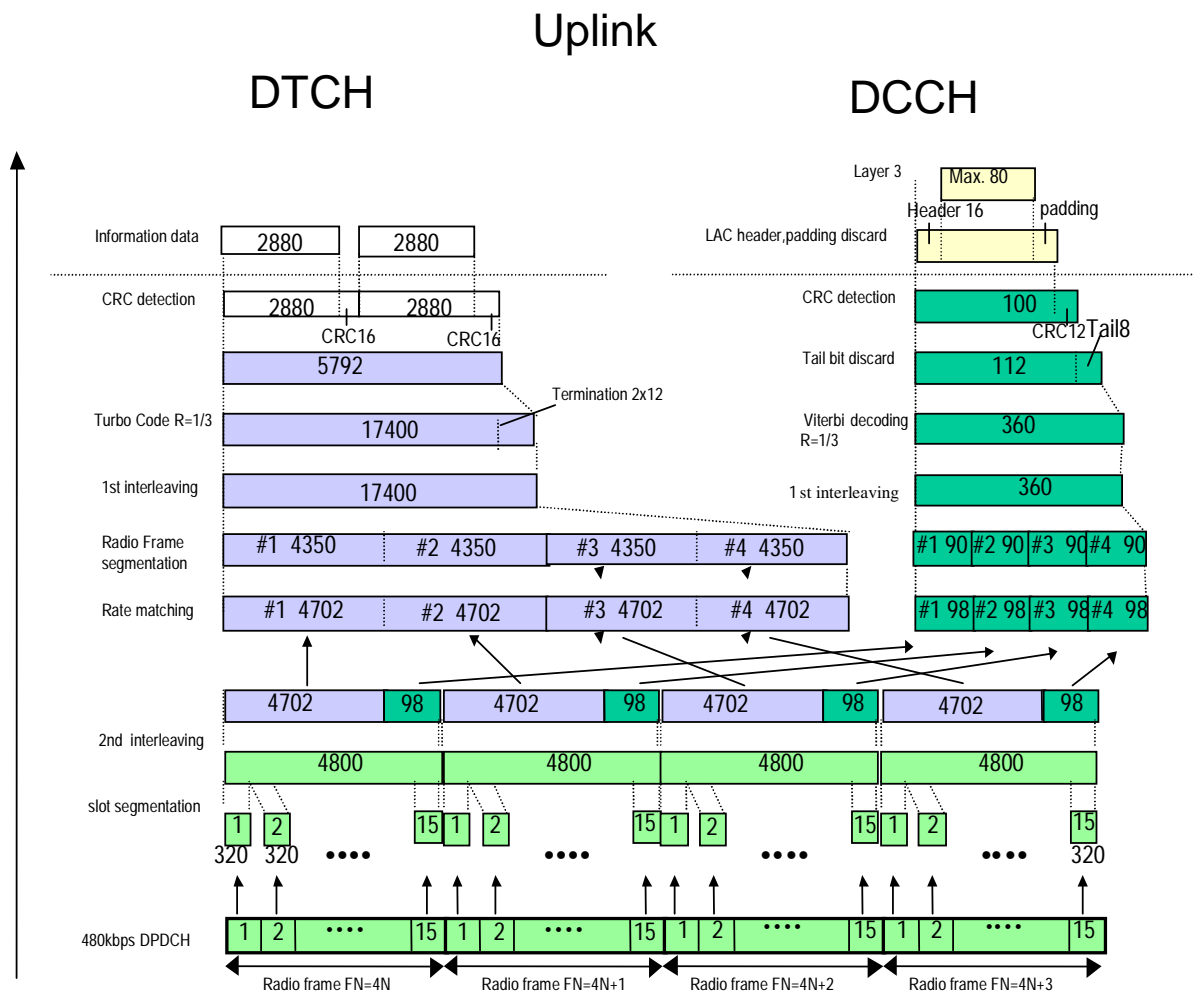 Uplink
DTCH
DCCH
Layer 3
Max. 80
Header 16
padding
Information data
2880
2880
LAC header,padding discard
CRC detection
2880
2880
CRC16
CRC16
CRC detection
100
CRC12
Tail8
5792
Tail bit discard
112
Termination 2x12
Turbo Code R=1/3
17400
Viterbi decoding
R=1/3
360
1st interleaving
17400
1st interleaving
360
Radio Frame
segmentation
#1 4350
#2 4350
#3 4350
#4 4350
#1 90
#2 90
#3 90
#4 90
Rate matching
#1 4702
#2 4702
#3 4702
#4 4702
#1 98
#2 98
#3 98
#4 98
4702
98
4702
98
4702
98
4702
98
2nd interleaving
4800
4800
4800
4800
slot segmentation
1
2
15
1
2
15
1
2
15
1
2
15
320
320
••••
••••
••••
••••
320
480kbps DPDCH
1
2
••••
15
1
2
••••
15
1
2
••••
15
1
2
••••
15
Radio frame FN=4N
Radio frame FN=4N+1
Radio frame FN=4N+2
Radio frame FN=4N+3